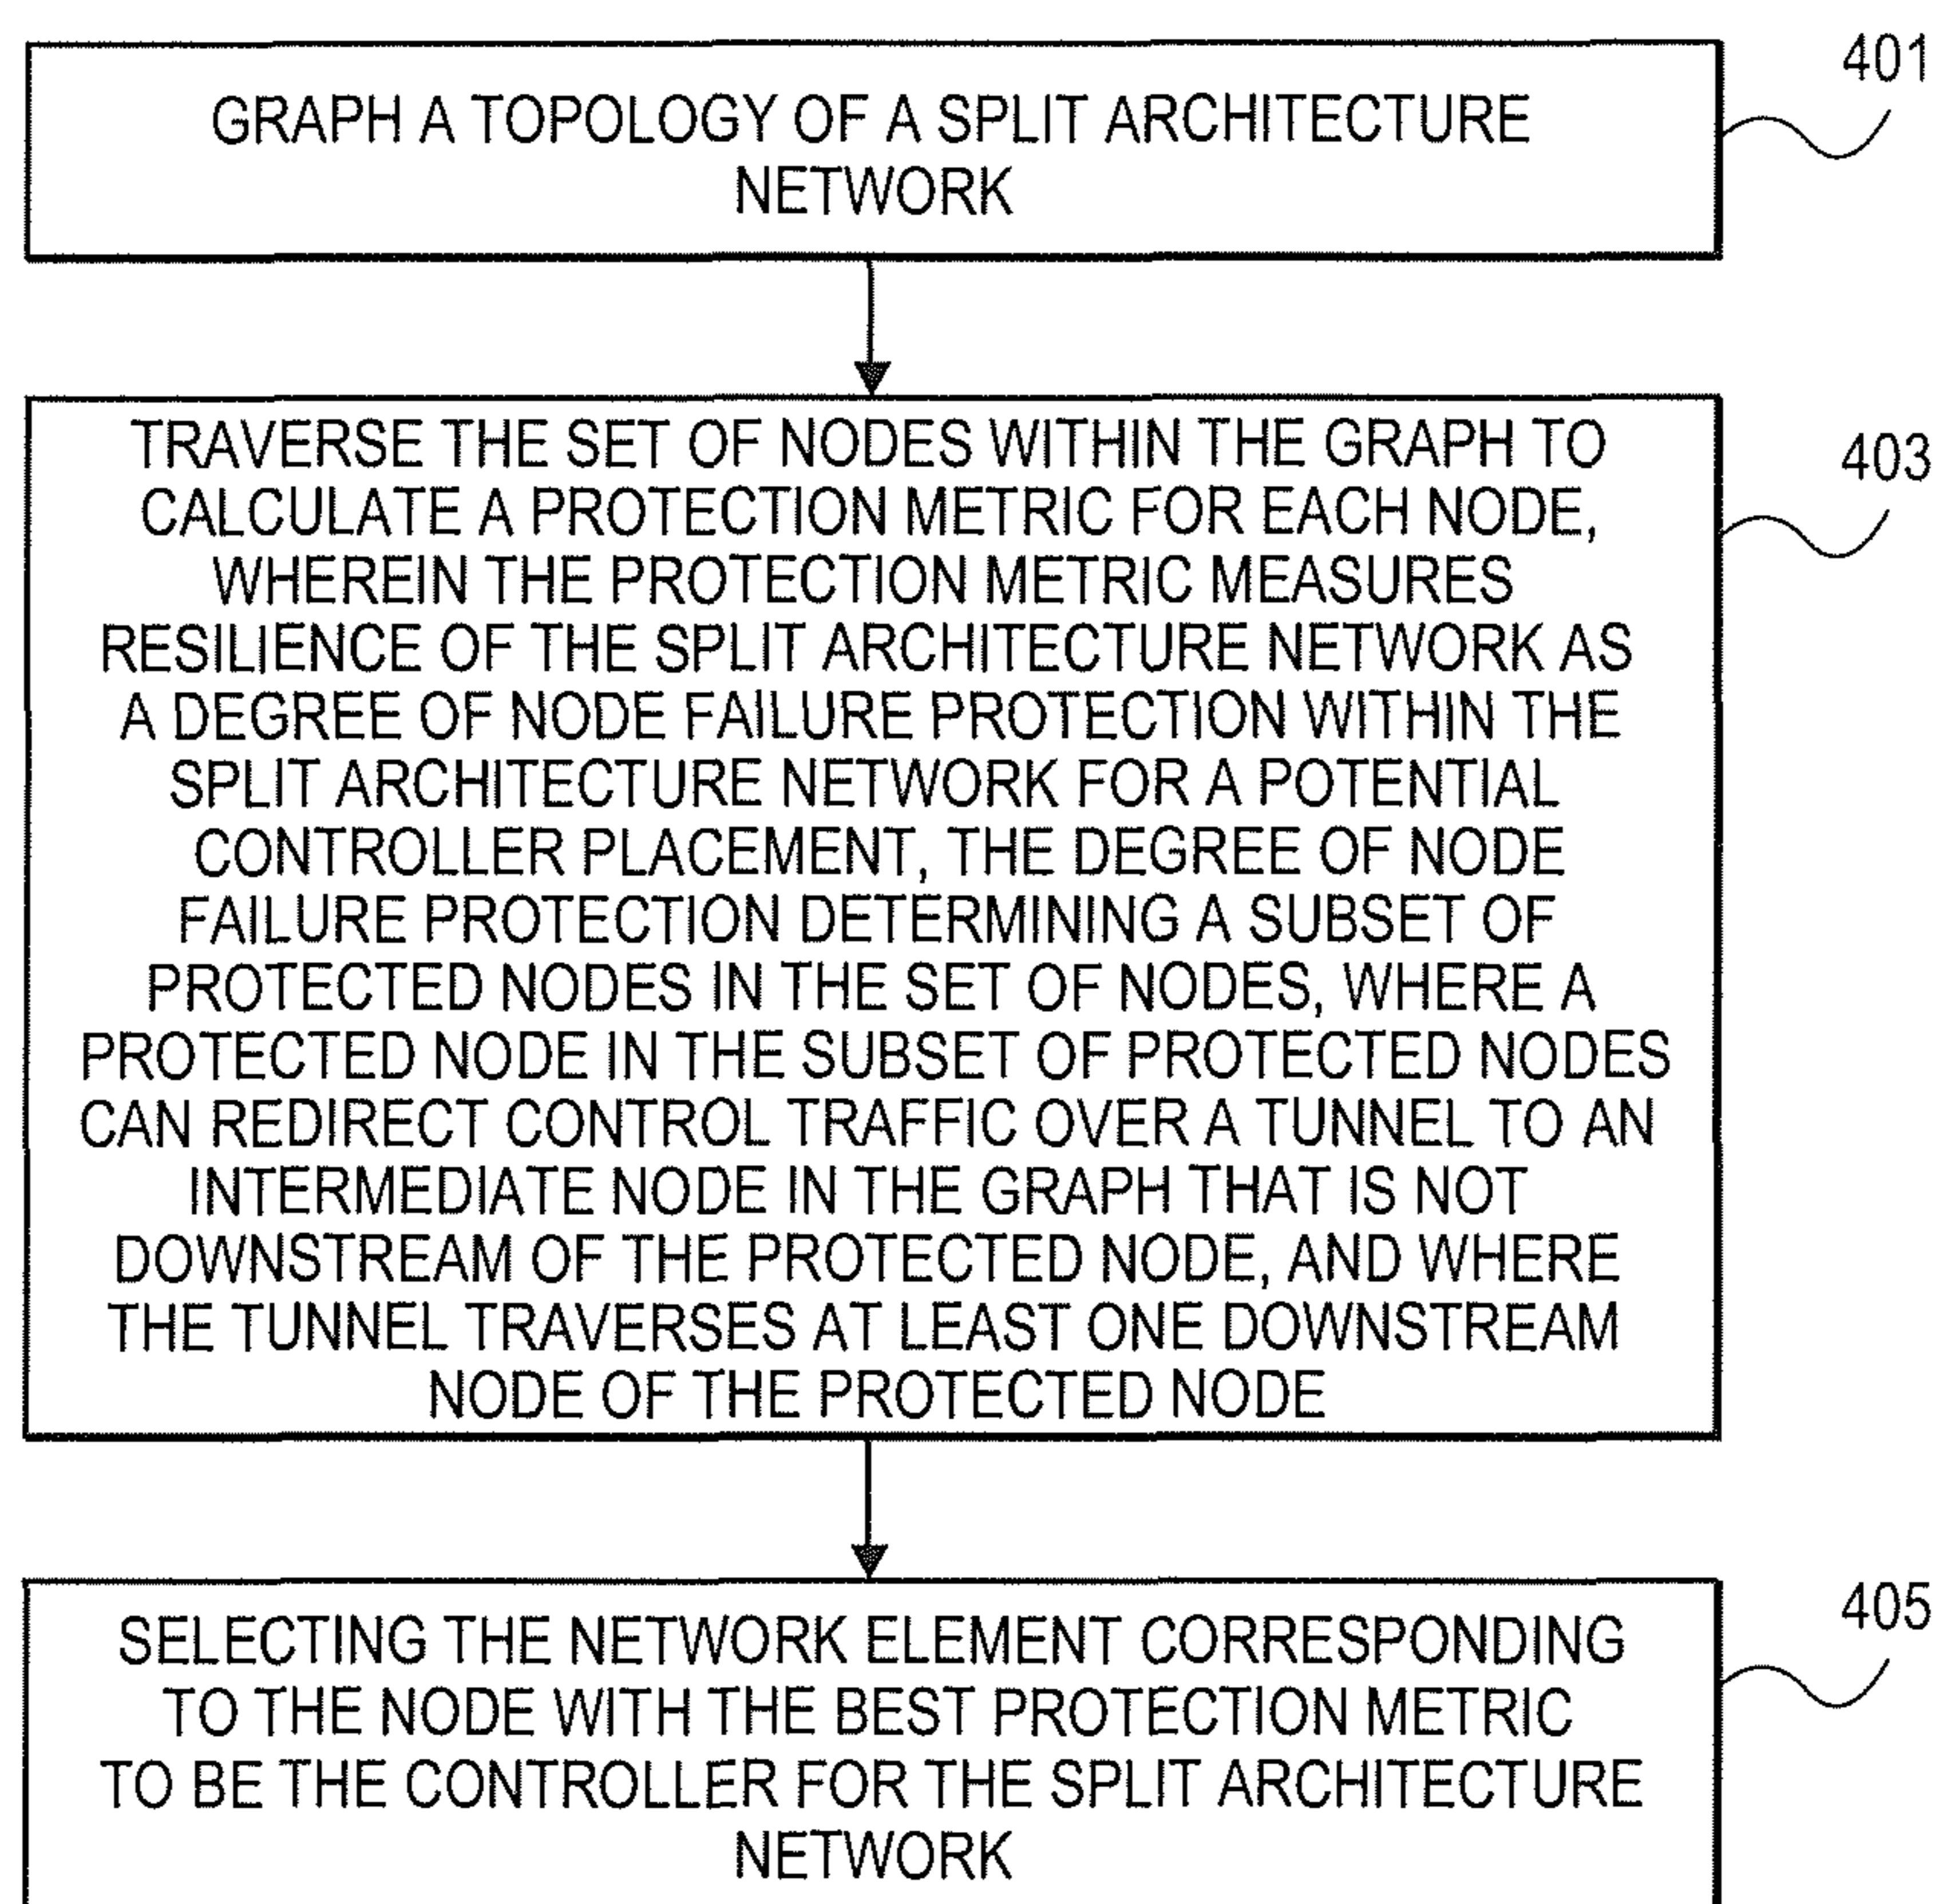 401
GRAPH A TOPOLOGY OF A SPLIT ARCHITECTURE
NETWORK
403
TRAVERSE THE SET OF NODES WITHIN THE GRAPH TO
CALCULATE A PROTECTION METRIC FOR EACH NODE,
WHEREIN THE PROTECTION METRIC MEASURES
RESILIENCE OF THE SPLIT ARCHITECTURE NETWORK AS
A DEGREE OF NODE FAILURE PROTECTION WITHIN THE
SPLIT ARCHITECTURE NETWORK FOR A POTENTIAL
CONTROLLER PLACEMENT, THE DEGREE OF NODE
FAILURE PROTECTION DETERMINING A SUBSET OF
PROTECTED NODES IN THE SET OF NODES, WHERE A
PROTECTED NODE IN THE SUBSET OF PROTECTED NODES
CAN REDIRECT CONTROL TRAFFIC OVER A TUNNEL TO AN
INTERMEDIATE NODE IN THE GRAPH THAT IS NOT
DOWNSTREAM OF THE PROTECTED NODE, AND WHERE
THE TUNNEL TRAVERSES AT LEAST ONE DOWNSTREAM
NODE OF THE PROTECTED NODE
405
SELECTING THE NETWORK ELEMENT CORRESPONDING
TO THE NODE WITH THE BEST PROTECTION METRIC
TO BE THE CONTROLLER FOR THE SPLIT ARCHITECTURE
NETWORK